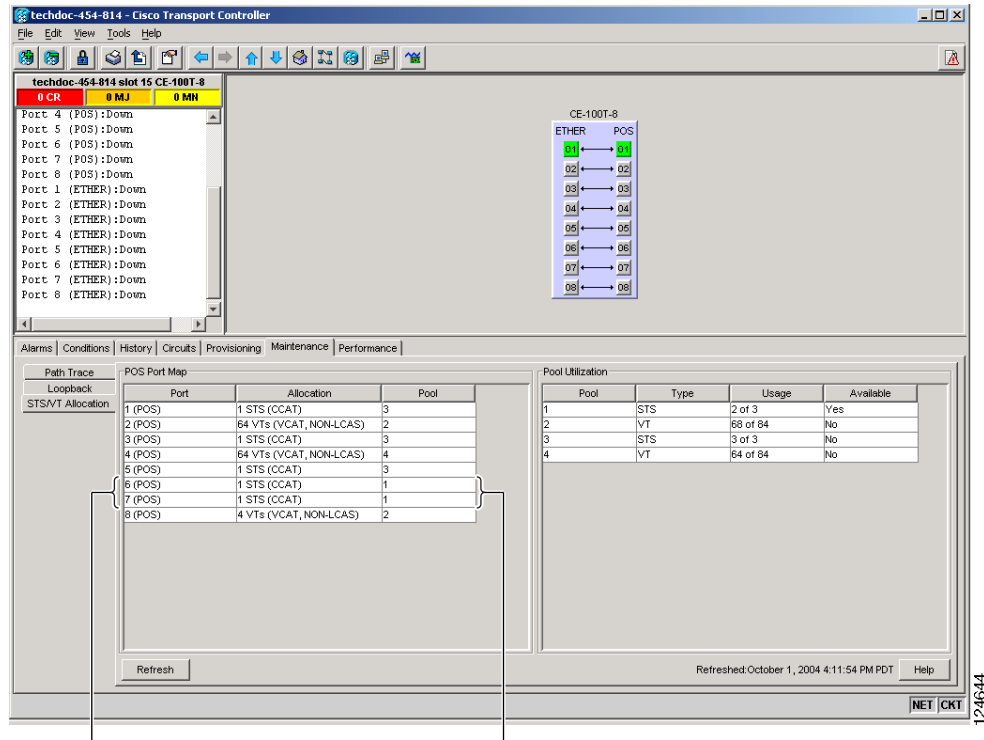 techdoc-454-814 - Cisco Transport Controller
File Edit View Tools Help
techdoc-454-814 slot 15 CE-100T-8
0 CR 0 MJ 0 MN
Port 4 (POS):Down
Port 5 (POS):Down
Port 6 (POS):Down
Port 7 (POS):Down
Port 8 (POS):Down
Port 1 (ETHER):Down
Port 2 (ETHER):Down
Port 3 (ETHER):Down
Port 4 (ETHER):Down
Port 5 (ETHER):Down
Port 6 (ETHER):Down
Port 7 (ETHER):Down
Port 8 (ETHER):Down
CE-100T-8
ETHER POS
01 01
02 02
03 03
04 04
05 05
06 06
07 07
08 08
Alarms Conditions History Circuits Provisioning Maintenance Performance
Path Trace
Loopback
STS/VT Allocation
POS Port Map
Port Allocation Pool
1 (POS) 1 STS (CCAT) 3
2 (POS) 64 VTs (VCAT, NON-LCAS) 2
3 (POS) 1 STS (CCAT) 3
4 (POS) 64 VTs (VCAT, NON-LCAS) 4
5 (POS) 1 STS (CCAT) 3
6 (POS) 1 STS (CCAT) 1
7 (POS) 1 STS (CCAT) 1
8 (POS) 4 VTs (VCAT, NON-LCAS) 2
Pool Utilization
Pool Type Usage Available
1 STS 2 of 3 Yes
2 VT 68 of 84 No
3 STS 3 of 3 No
4 VT 64 of 84 No
Refresh
Refreshed:October 1, 2004 4:11:54 PM PDT
Help
NET CKT
124644